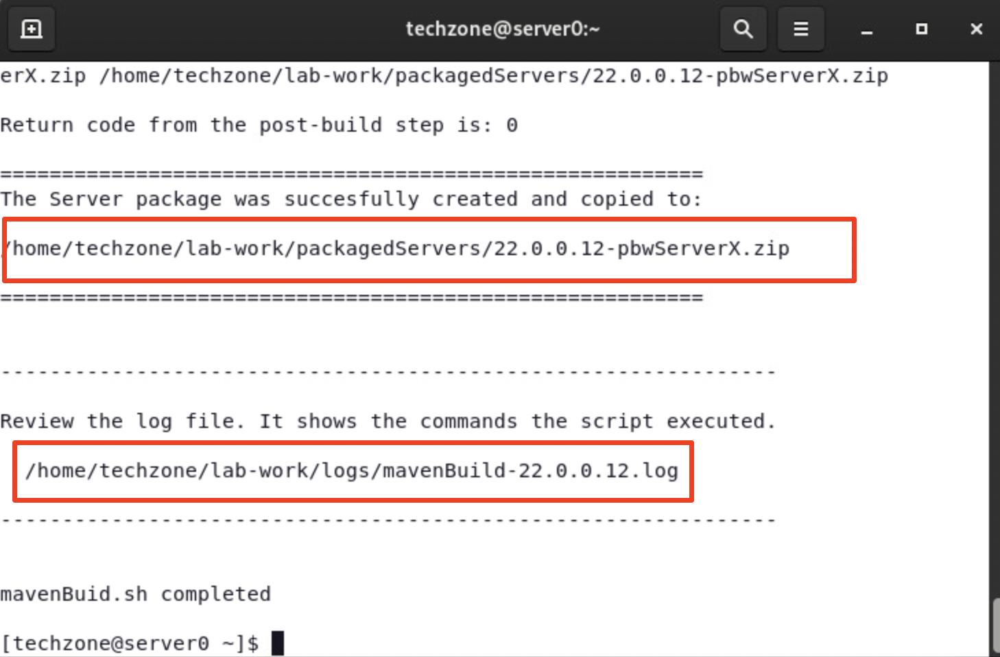 techzone@server0:~
erX.zip /home/techzone/lab-work/packagedServers/22.0.0.12-pbwServerX.zip
Return code from the post-build step is: 0
=========================================================
The Server package was succesfully created and copied to:
/home/techzone/lab-work/packagedServers/22.0.0.12-pbwServerX.zip
=========================================================
---------------------------------------------------------------
Review the log file. It shows the commands the script executed.
/home/techzone/lab-work/logs/mavenBuild-22.0.0.12.log
---------------------------------------------------------------
mavenBuid.sh completed
[techzone@server0 ~]$